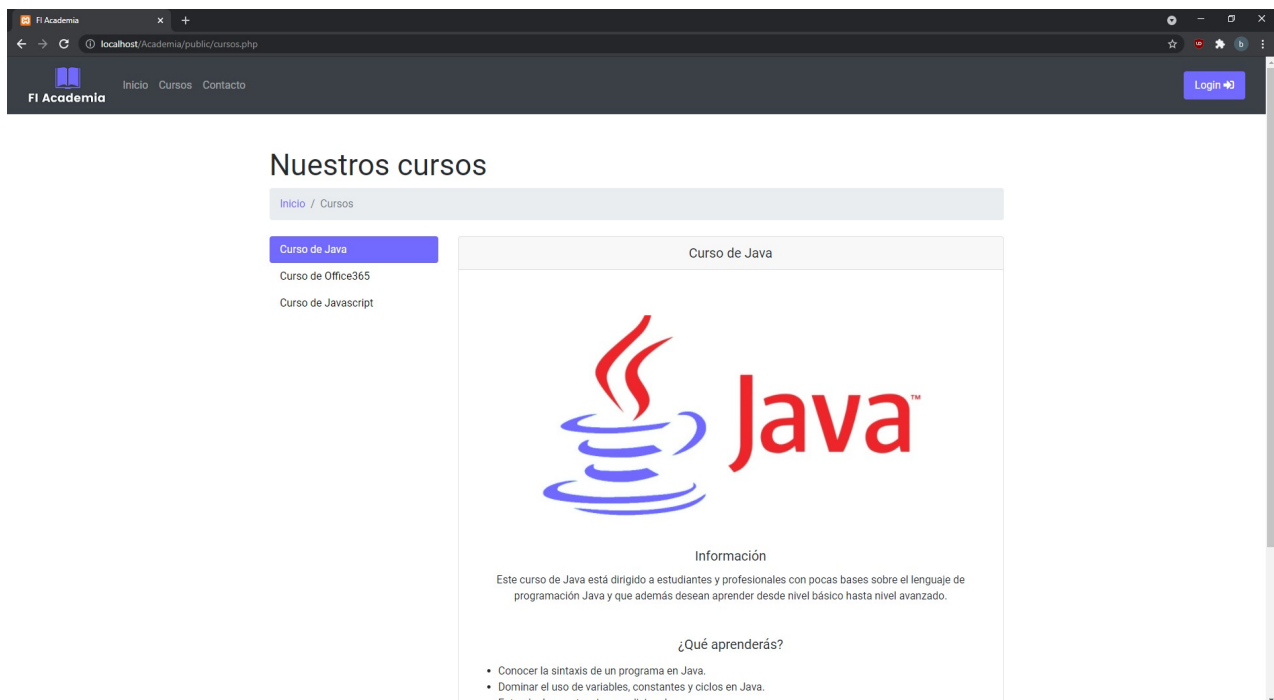 FI Academia
localhost/Academia/public/cursos.php
b
FI Academia
Inicio Cursos Contacto
Login
Nuestros cursos
Inicio / Cursos
Curso de Java
Curso de Office365
Curso de Javascript
Curso de Java
Java™
Información
Este curso de Java está dirigido a estudiantes y profesionales con pocas bases sobre el lenguaje de
programación Java y que además desean aprender desde nivel básico hasta nivel avanzado.
¿Qué aprenderás?
• Conocer la sintaxis de un programa en Java.
• Dominar el uso de variables, constantes y ciclos en Java.